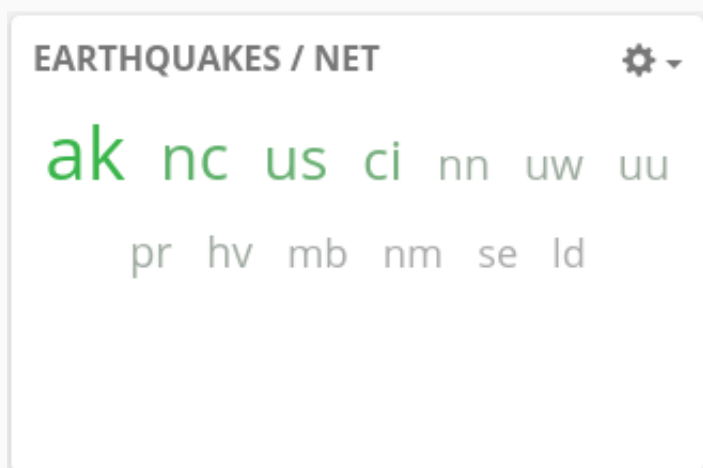 EARTHQUAKES / NET
ak nc us ci nn uw uu
pr hv mb nm se ld